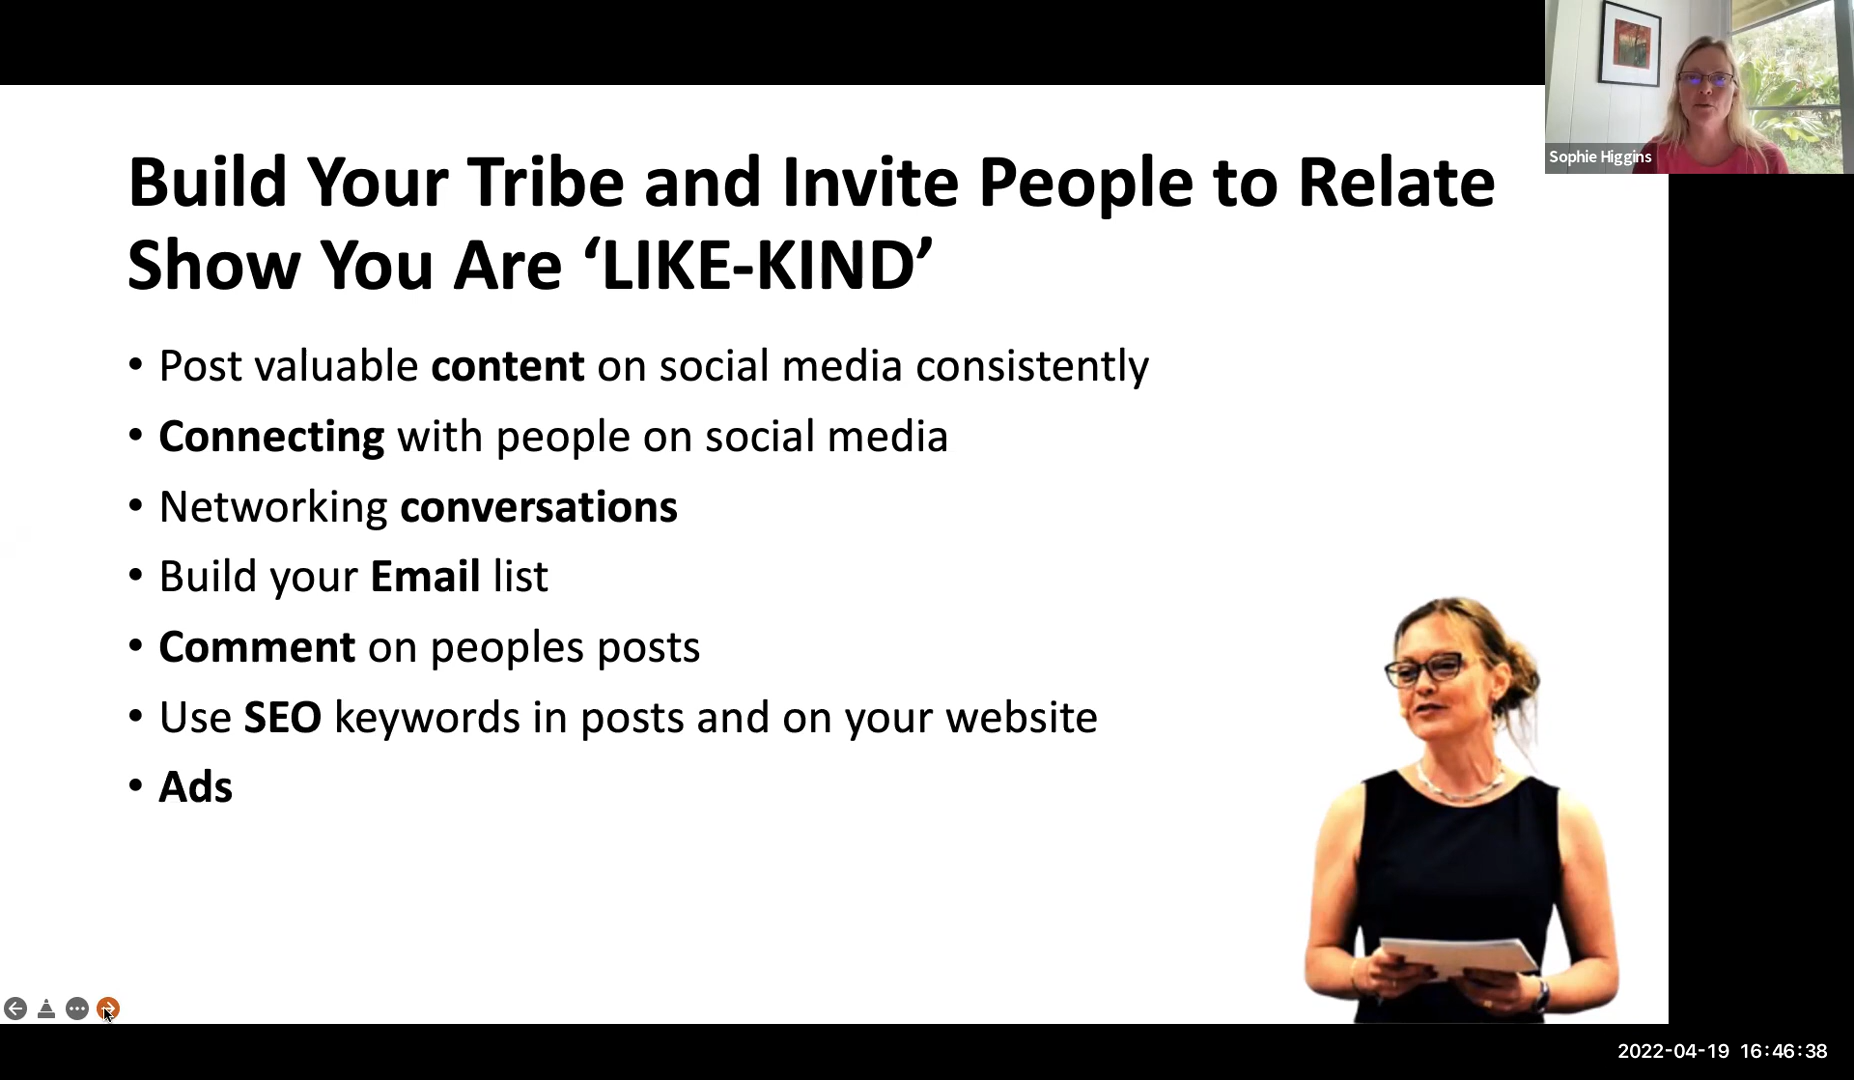 Sophie Higgins
Build Your Tribe and Invite People to Relate
Show You Are ‘LIKE-KIND’
• Post valuable content on social media consistently
• Connecting with people on social media
• Networking conversations
• Build your Email list
• Comment on peoples posts
• Use SEO keywords in posts and on your website
• Ads
2022-04-19 16:46:38